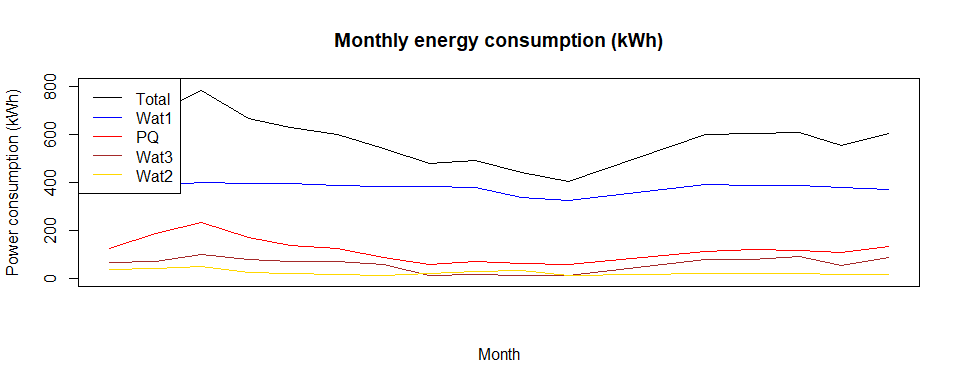 Monthly energy consumption (kWh)
Power consumption (kWh)
800
600
400
200
0
Total
Wat1
PQ
Wat3
Wat2
Month